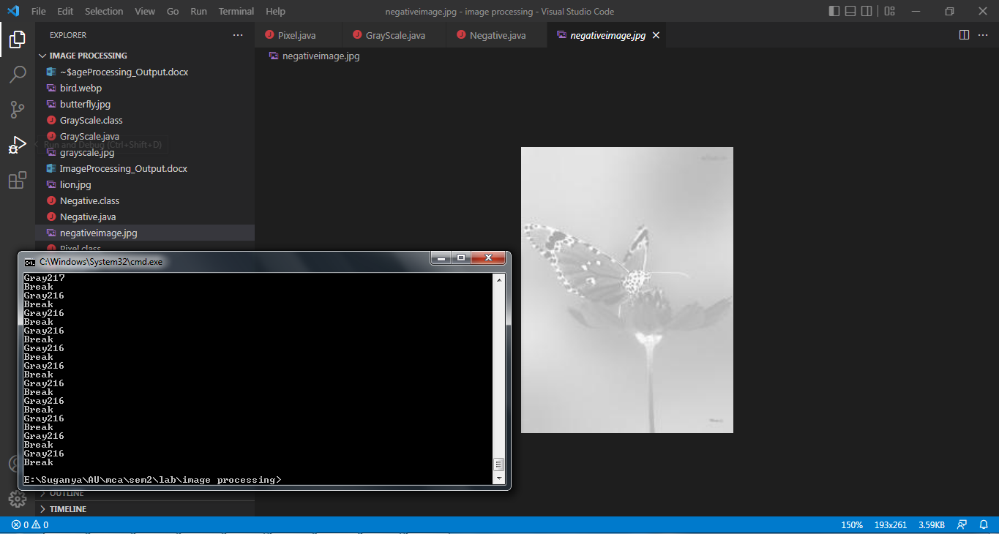 File Edit Selection View Go Run Terminal Help
negativeimage.jpg - image processing - Visual Studio Code
EXPLORER
IMAGE PROCESSING
~$ageProcessing_Output.docx
bird.webp
butterfly.jpg
GrayScale.class
GrayScale.java
Run and Debug (Ctrl+Shift+D)
grayscale.jpg
ImageProcessing_Output.docx
lion.jpg
Negative.class
Negative.java
negativeimage.jpg
Pixel.class
Pixel.java
GrayScale.java
Negative.java
negativeimage.jpg
negativeimage.jpg
C:\Windows\System32\cmd.exe
Gray217
Break
Gray216
Break
Gray216
Break
Gray216
Break
Gray216
Break
Gray216
Break
Gray216
Break
Gray216
Break
Gray216
Break
Gray216
Break
Gray216
Break
E:\Suganya\AU\mca\sem2\lab\image processing>
OUTLINE
TIMELINE
0 0
150% 193x261 3.59KB